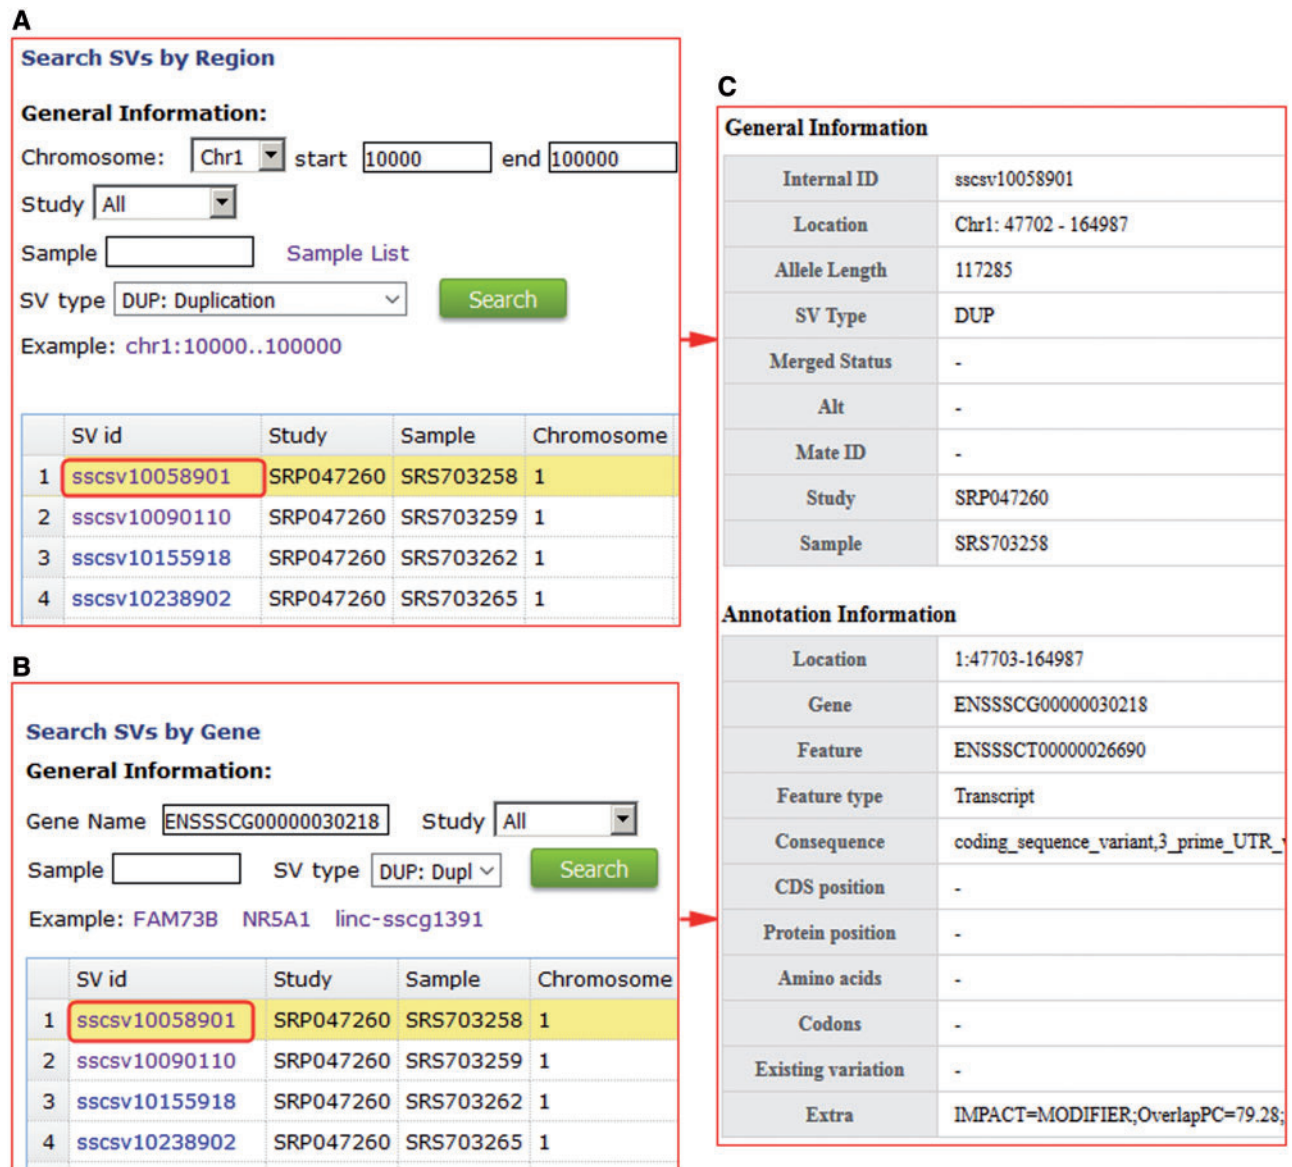 A
Search SVs by Region
General Information:
Chromosome: Chr1 start 10000 end 100000
Study All
Sample Sample List
SV type DUP: Duplication Search
Example: chr1:10000..100000
SV id Study Sample Chromosome
1 sscsv10058901 SRP047260 SRS703258 1
2 sscsv10090110 SRP047260 SRS703259 1
3 sscsv10155918 SRP047260 SRS703262 1
4 sscsv10238902 SRP047260 SRS703265 1
B
Search SVs by Gene
General Information:
Gene Name ENSSSCG00000030218 Study All
Sample SV type DUP: Dupl Search
Example: FAM73B NR5A1 linc-sscg1391
SV id Study Sample Chromosome
1 sscsv10058901 SRP047260 SRS703258 1
2 sscsv10090110 SRP047260 SRS703259 1
3 sscsv10155918 SRP047260 SRS703262 1
4 sscsv10238902 SRP047260 SRS703265 1
C
General Information
Internal ID sscsv10058901
Location Chr1: 47702 - 164987
Allele Length 117285
SV Type DUP
Merged Status -
Alt -
Mate ID -
Study SRP047260
Sample SRS703258
Annotation Information
Location 1:47703-164987
Gene ENSSSCG00000030218
Feature ENSSSCT00000026690
Feature type Transcript
Consequence coding_sequence_variant,3_prime_UTR_
CDS position -
Protein position -
Amino acids -
Codons -
Existing variation -
Extra IMPACT=MODIFIER;OverlapPC=79.28;